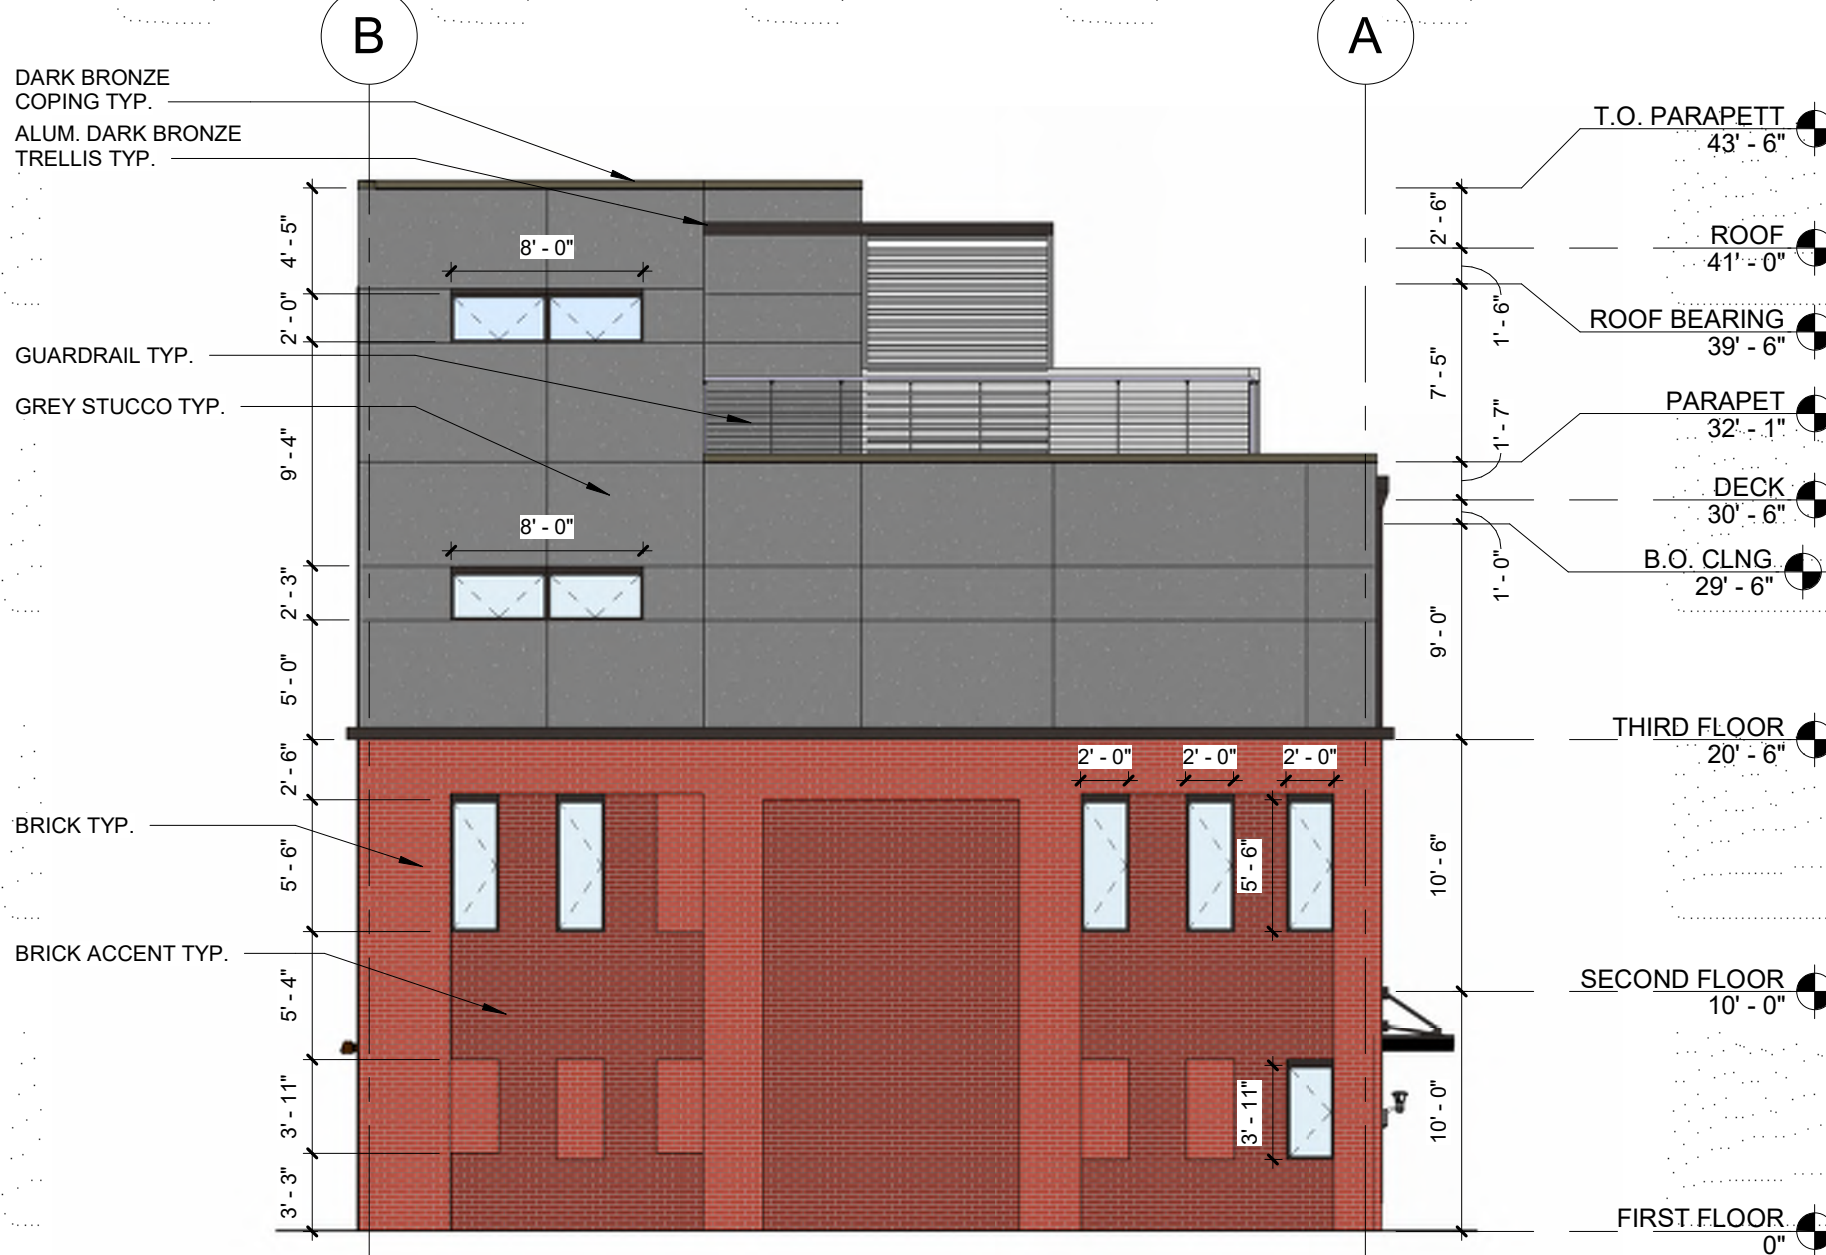 B
A
DARK BRONZE
COPING TYP.
ALUM. DARK BRONZE
TRELLIS TYP.
GUARDRAIL TYP.
GREY STUCCO TYP.
BRICK TYP.
BRICK ACCENT TYP.
4' - 5"
2' - 0"
9' - 4"
2' - 3"
5' - 0"
2' - 6"
5' - 6"
5' - 4"
3' - 11"
3' - 3"
8' - 0"
8' - 0"
2' - 0"
2' - 0"
2' - 0"
5' - 6"
3' - 11"
2' - 6"
1' - 6"
7' - 5"
1' - 7"
1' - 0"
9' - 0"
10' - 6"
10' - 0"
T.O. PARAPETT
43' - 6"
ROOF
41' - 0"
ROOF BEARING
39' - 6"
PARAPET
32' - 1"
DECK
30' - 6"
B.O. CLNG
29' - 6"
THIRD FLOOR
20' - 6"
SECOND FLOOR
10' - 0"
FIRST FLOOR
0"